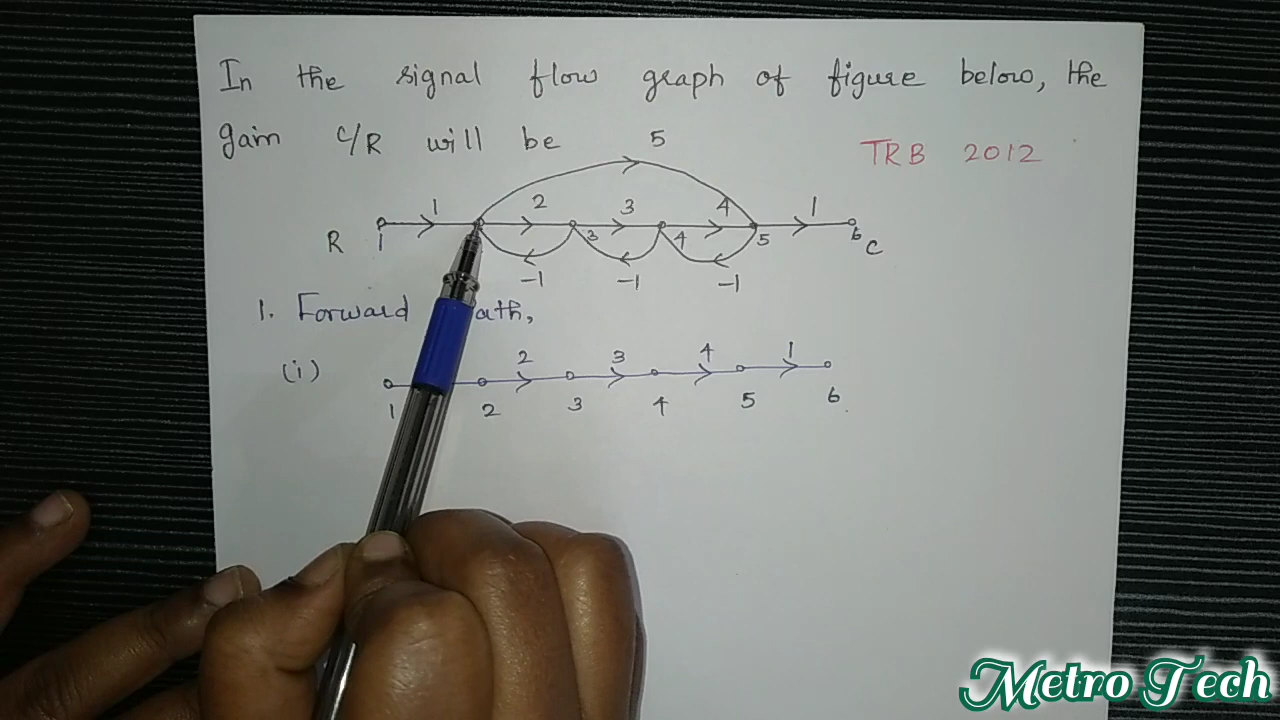 In the signal flow graph of figure below, the
gain C/R will be
TRB 2012
5
1 2 3 4 1
R 1 3 4 5 6 C
-1 -1 -1
1. Forward ath,
(i) 2 3 4 1
1 2 3 4 5 6
Metro Tech